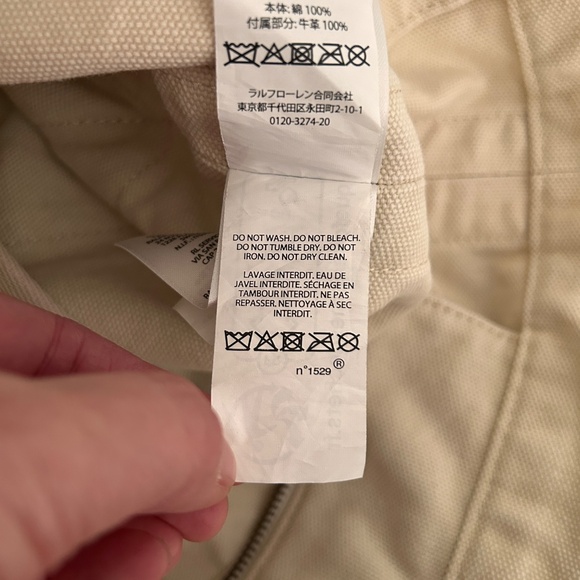 本体: 綿 100%
付属部分: 牛革 100%
ラルフローレン合同会社
東京都千代田区永田町2-10-1
0120-3274-20
DO NOT WASH. DO NOT BLEACH.
DO NOT TUMBLE DRY. DO NOT
IRON. DO NOT DRY CLEAN.
LAVAGE INTERDIT. EAU DE
JAVEL INTERDITE. SÉCHAGE EN
TAMBOUR INTERDIT. NE PAS
REPASSER. NETTOYAGE À SEC
INTERDIT.
n°1529 ®